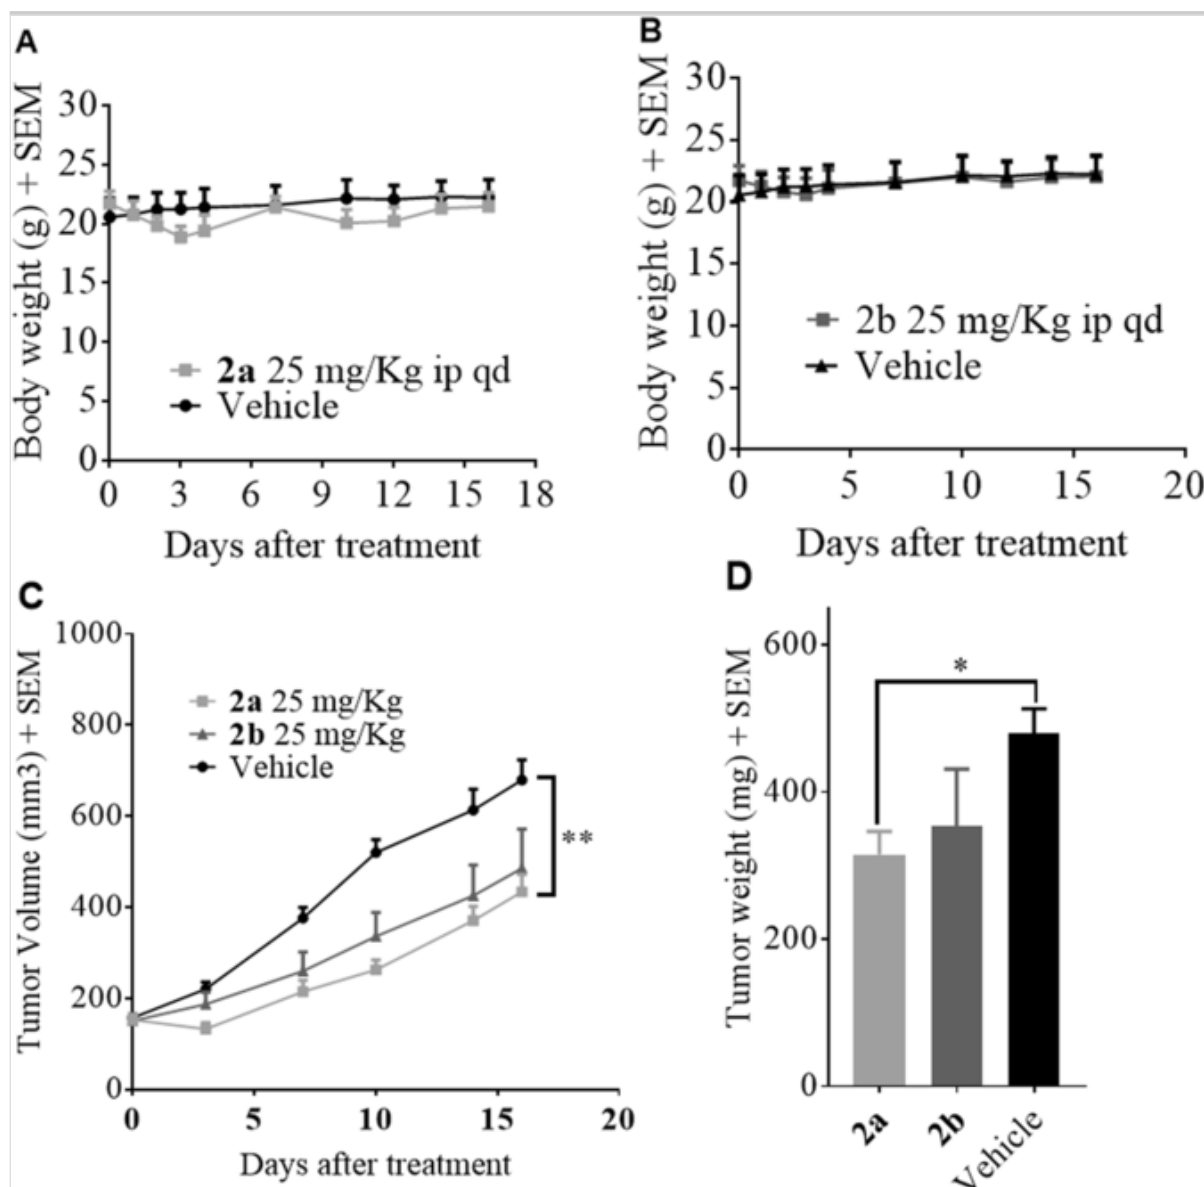 A
Body weight (g) + SEM
30
25
20
15
10
5
0
2a 25 mg/Kg ip qd
Vehicle
0 3 6 9 12 15 18
Days after treatment
B
Body weight (g) + SEM
30
25
20
15
10
5
0
2b 25 mg/Kg ip qd
Vehicle
0 5 10 15 20
Days after treatment
C
Tumor Volume (mm3) + SEM
1000
800
600
400
200
0
2a 25 mg/Kg
2b 25 mg/Kg
Vehicle
**
0 5 10 15 20
Days after treatment
D
Tumor weight (mg) + SEM
600
400
200
0
*
2a
2b
Vehicle